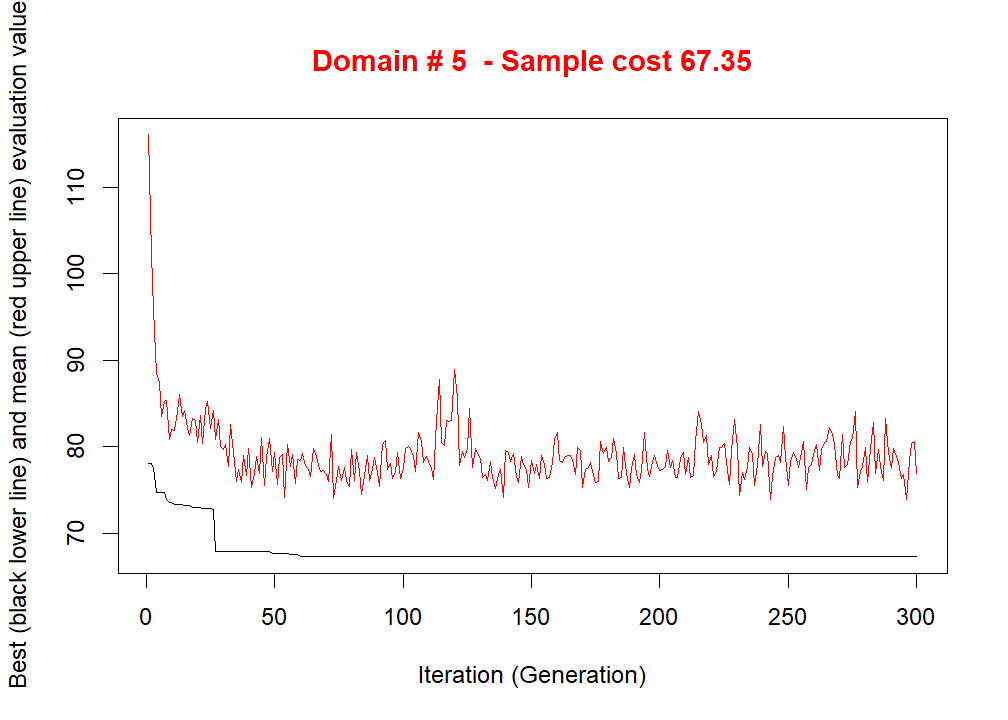 Domain # 5  - Sample cost 67.35
Best (black lower line) and mean (red upper line) evaluation value
110
100
90
80
70
0 50 100 150 200 250 300
Iteration (Generation)